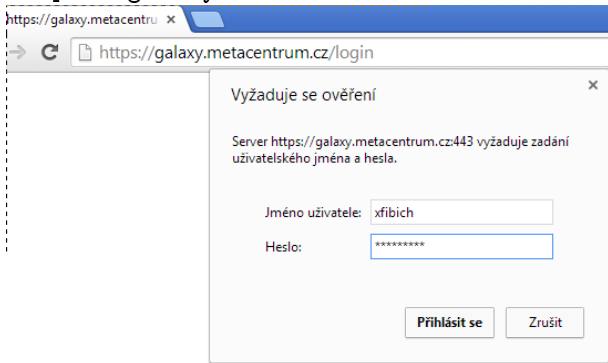 https://galaxy.metacentru ×
https://galaxy.metacentrum.cz/login
Vyžaduje se ověření
Server https://galaxy.metacentrum.cz:443 vyžaduje zadání
uživatelského jména a hesla.
Jméno uživatele: xfibich
Heslo: *********
Přihlásit se Zrušit